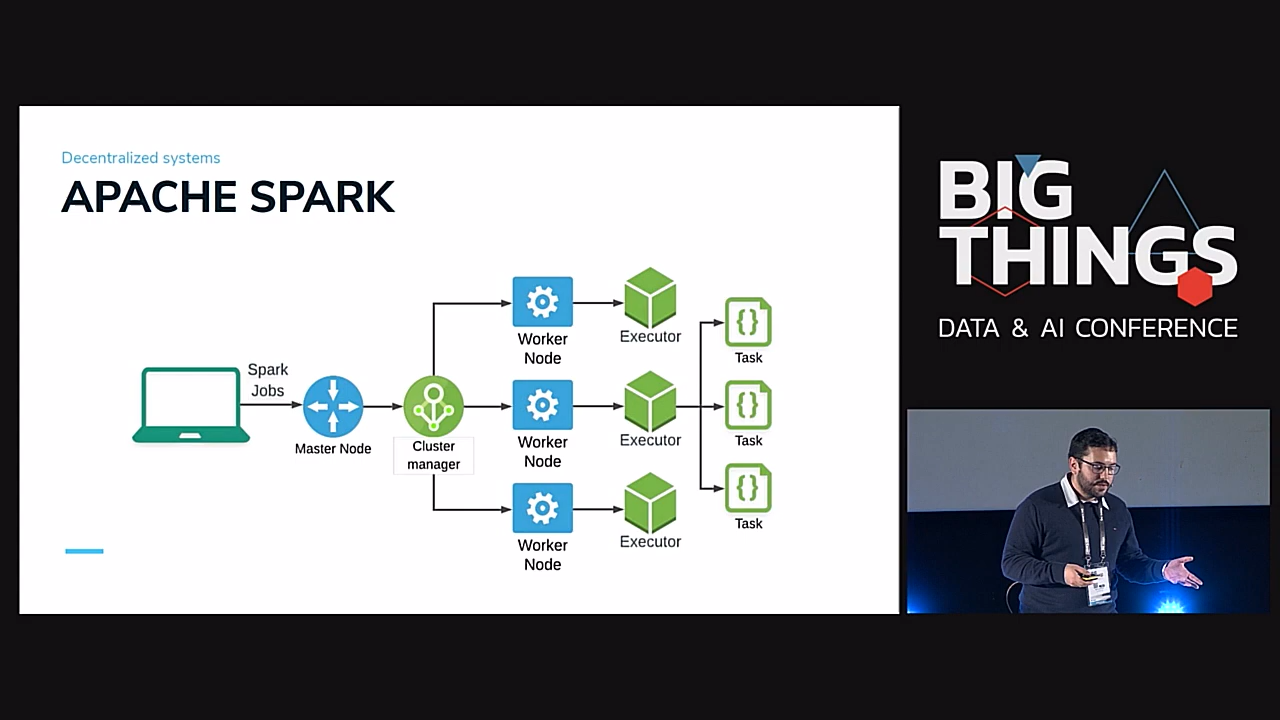 Decentralized systems
APACHE SPARK
Spark
Jobs
Master Node
Cluster
manager
Worker
Node
Executor
Worker
Node
Executor
Worker
Node
Executor
Task
Task
Task
BIG
THINGS
DATA & AI CONFERENCE